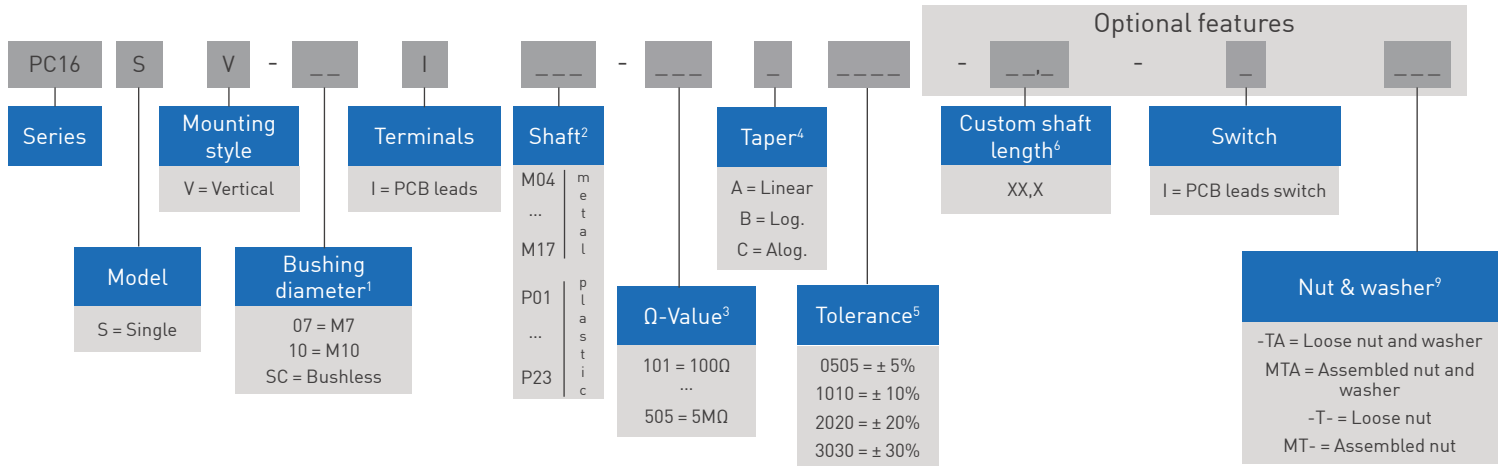 Optional features
PC16 S V - _ _ I _ _ _ - _ _ _ _ _ _ _ _ - _ _,_ - _ _ _ _
Series
Mounting
style
V = Vertical
Terminals
I = PCB leads
Shaft2
M04
...
M17
metal
P01
...
P23
plastic
Taper4
A = Linear
B = Log.
C = Alog.
Custom shaft
length6
XX,X
Switch
I = PCB leads switch
Model
S = Single
Bushing
diameter1
07 = M7
10 = M10
SC = Bushless
Ω-Value3
101 = 100Ω
...
505 = 5MΩ
Tolerance5
0505 = ± 5%
1010 = ± 10%
2020 = ± 20%
3030 = ± 30%
Nut & washer9
-TA = Loose nut and washer
MTA = Assembled nut and
washer
-T- = Loose nut
MT- = Assembled nut